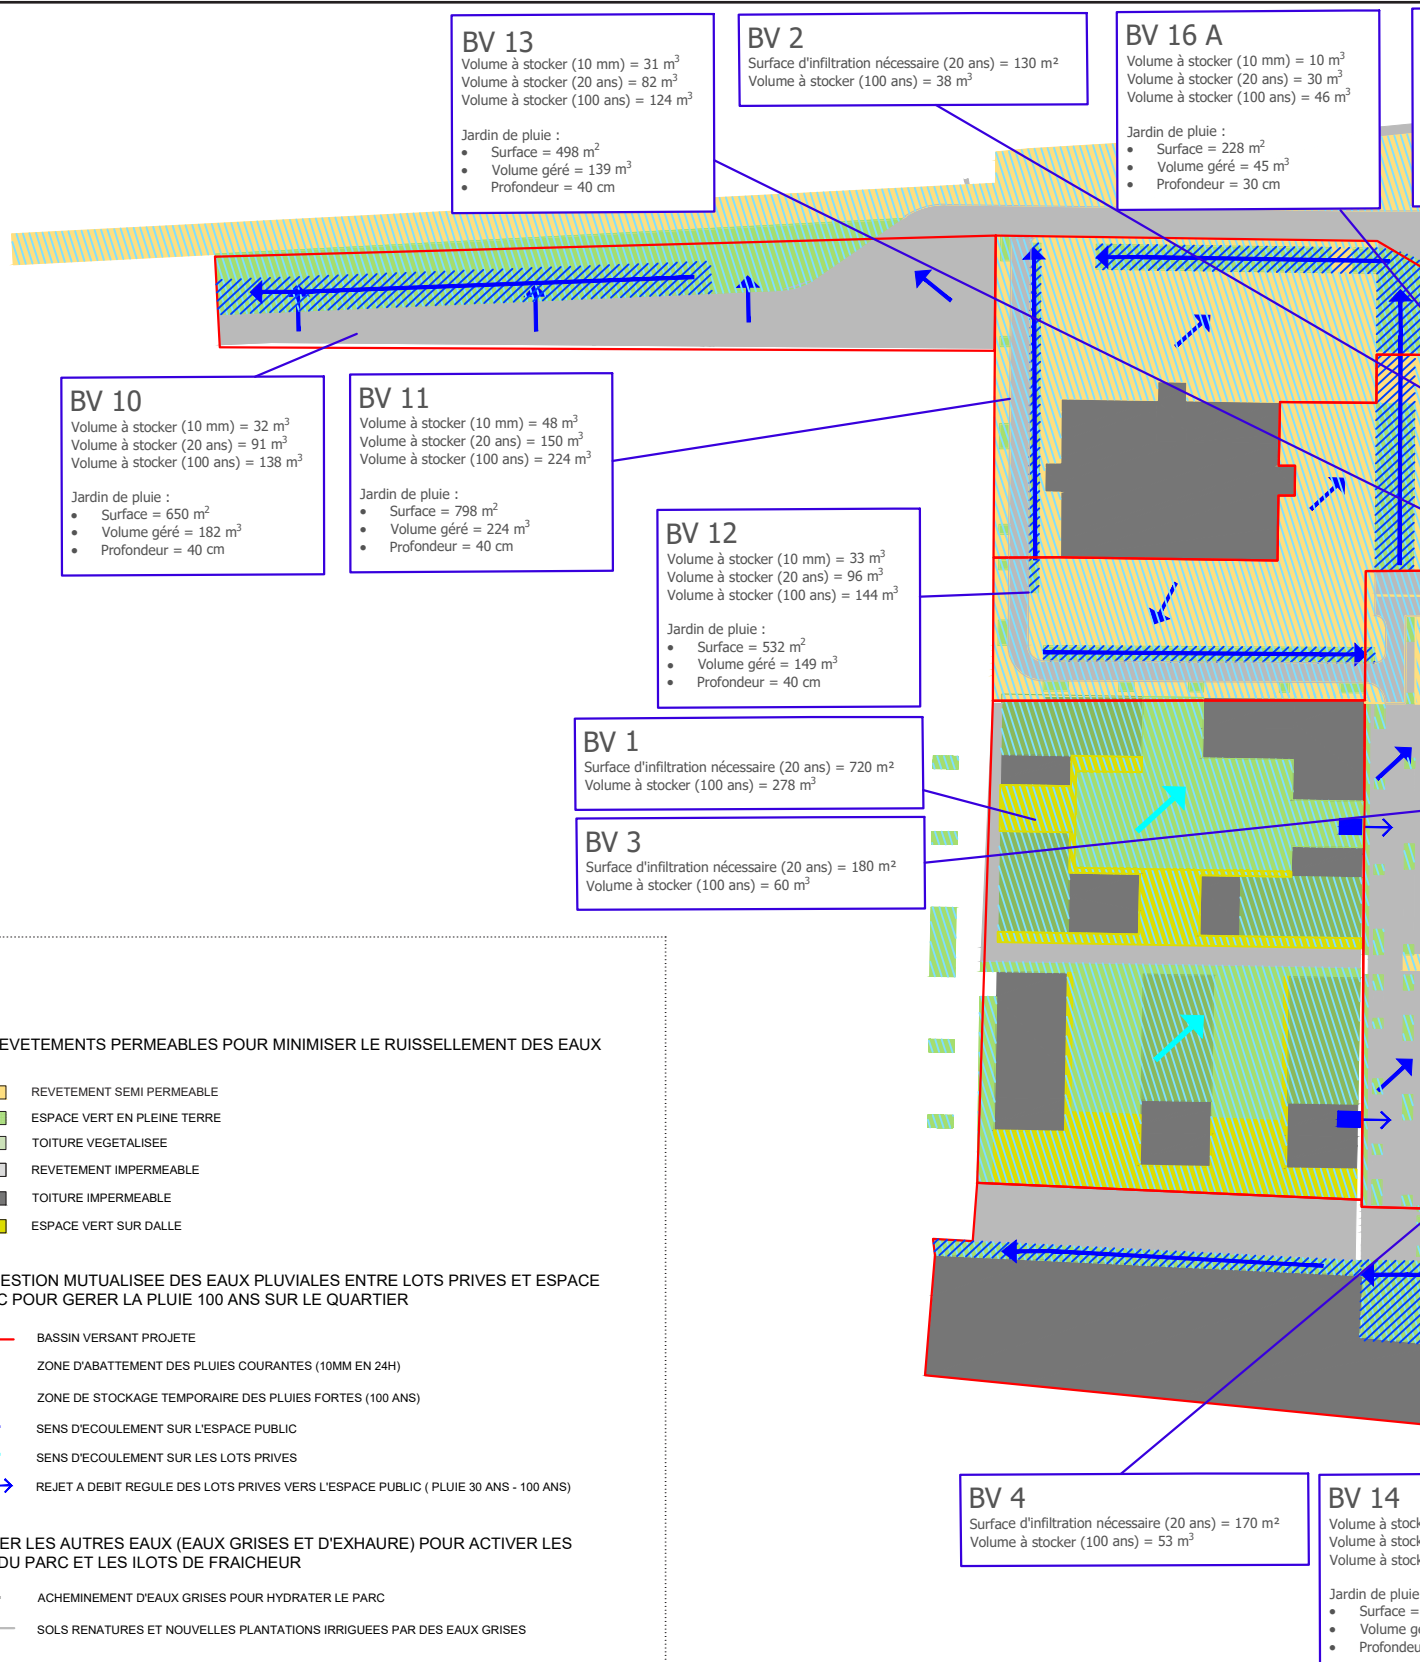 BV 13
Volume à stocker (10 mm) = 31 m³
Volume à stocker (20 ans) = 82 m³
Volume à stocker (100 ans) = 124 m³
Jardin de pluie :
• Surface = 498 m²
• Volume géré = 139 m³
• Profondeur = 40 cm
BV 2
Surface d'infiltration nécessaire (20 ans) = 130 m²
Volume à stocker (100 ans) = 38 m³
BV 16 A
Volume à stocker (10 mm) = 10 m³
Volume à stocker (20 ans) = 30 m³
Volume à stocker (100 ans) = 46 m³
Jardin de pluie :
• Surface = 228 m²
• Volume géré = 45 m³
• Profondeur = 30 cm
BV 10
Volume à stocker (10 mm) = 32 m³
Volume à stocker (20 ans) = 91 m³
Volume à stocker (100 ans) = 138 m³
Jardin de pluie :
• Surface = 650 m²
• Volume géré = 182 m³
• Profondeur = 40 cm
BV 11
Volume à stocker (10 mm) = 48 m³
Volume à stocker (20 ans) = 150 m³
Volume à stocker (100 ans) = 224 m³
Jardin de pluie :
• Surface = 798 m²
• Volume géré = 224 m³
• Profondeur = 40 cm
BV 12
Volume à stocker (10 mm) = 33 m³
Volume à stocker (20 ans) = 96 m³
Volume à stocker (100 ans) = 144 m³
Jardin de pluie :
• Surface = 532 m²
• Volume géré = 149 m³
• Profondeur = 40 cm
BV 1
Surface d'infiltration nécessaire (20 ans) = 720 m²
Volume à stocker (100 ans) = 278 m³
BV 3
Surface d'infiltration nécessaire (20 ans) = 180 m²
Volume à stocker (100 ans) = 60 m³
EVETEMENTS PERMEABLES POUR MINIMISER LE RUISSELLEMENT DES EAUX
REVETEMENT SEMI PERMEABLE
ESPACE VERT EN PLEINE TERRE
TOITURE VEGETALISEE
REVETEMENT IMPERMEABLE
TOITURE IMPERMEABLE
ESPACE VERT SUR DALLE
ESTION MUTUALISEE DES EAUX PLUVIALES ENTRE LOTS PRIVES ET ESPACE
C POUR GERER LA PLUIE 100 ANS SUR LE QUARTIER
BASSIN VERSANT PROJETE
ZONE D'ABATTEMENT DES PLUIES COURANTES (10MM EN 24H)
ZONE DE STOCKAGE TEMPORAIRE DES PLUIES FORTES (100 ANS)
SENS D'ECOULEMENT SUR L'ESPACE PUBLIC
SENS D'ECOULEMENT SUR LES LOTS PRIVES
REJET A DEBIT REGULE DES LOTS PRIVES VERS L'ESPACE PUBLIC ( PLUIE 30 ANS - 100 ANS)
ER LES AUTRES EAUX (EAUX GRISES ET D'EXHAURE) POUR ACTIVER LES
DU PARC ET LES ILOTS DE FRAICHEUR
ACHEMINEMENT D'EAUX GRISES POUR HYDRATER LE PARC
SOLS RENATURES ET NOUVELLES PLANTATIONS IRRIGUEES PAR DES EAUX GRISES
BV 4
Surface d'infiltration nécessaire (20 ans) = 170 m²
Volume à stocker (100 ans) = 53 m³
BV 14
Volume à stock
Volume à stock
Volume à stock
Jardin de pluie
• Surface =
• Volume gé
• Profondeu